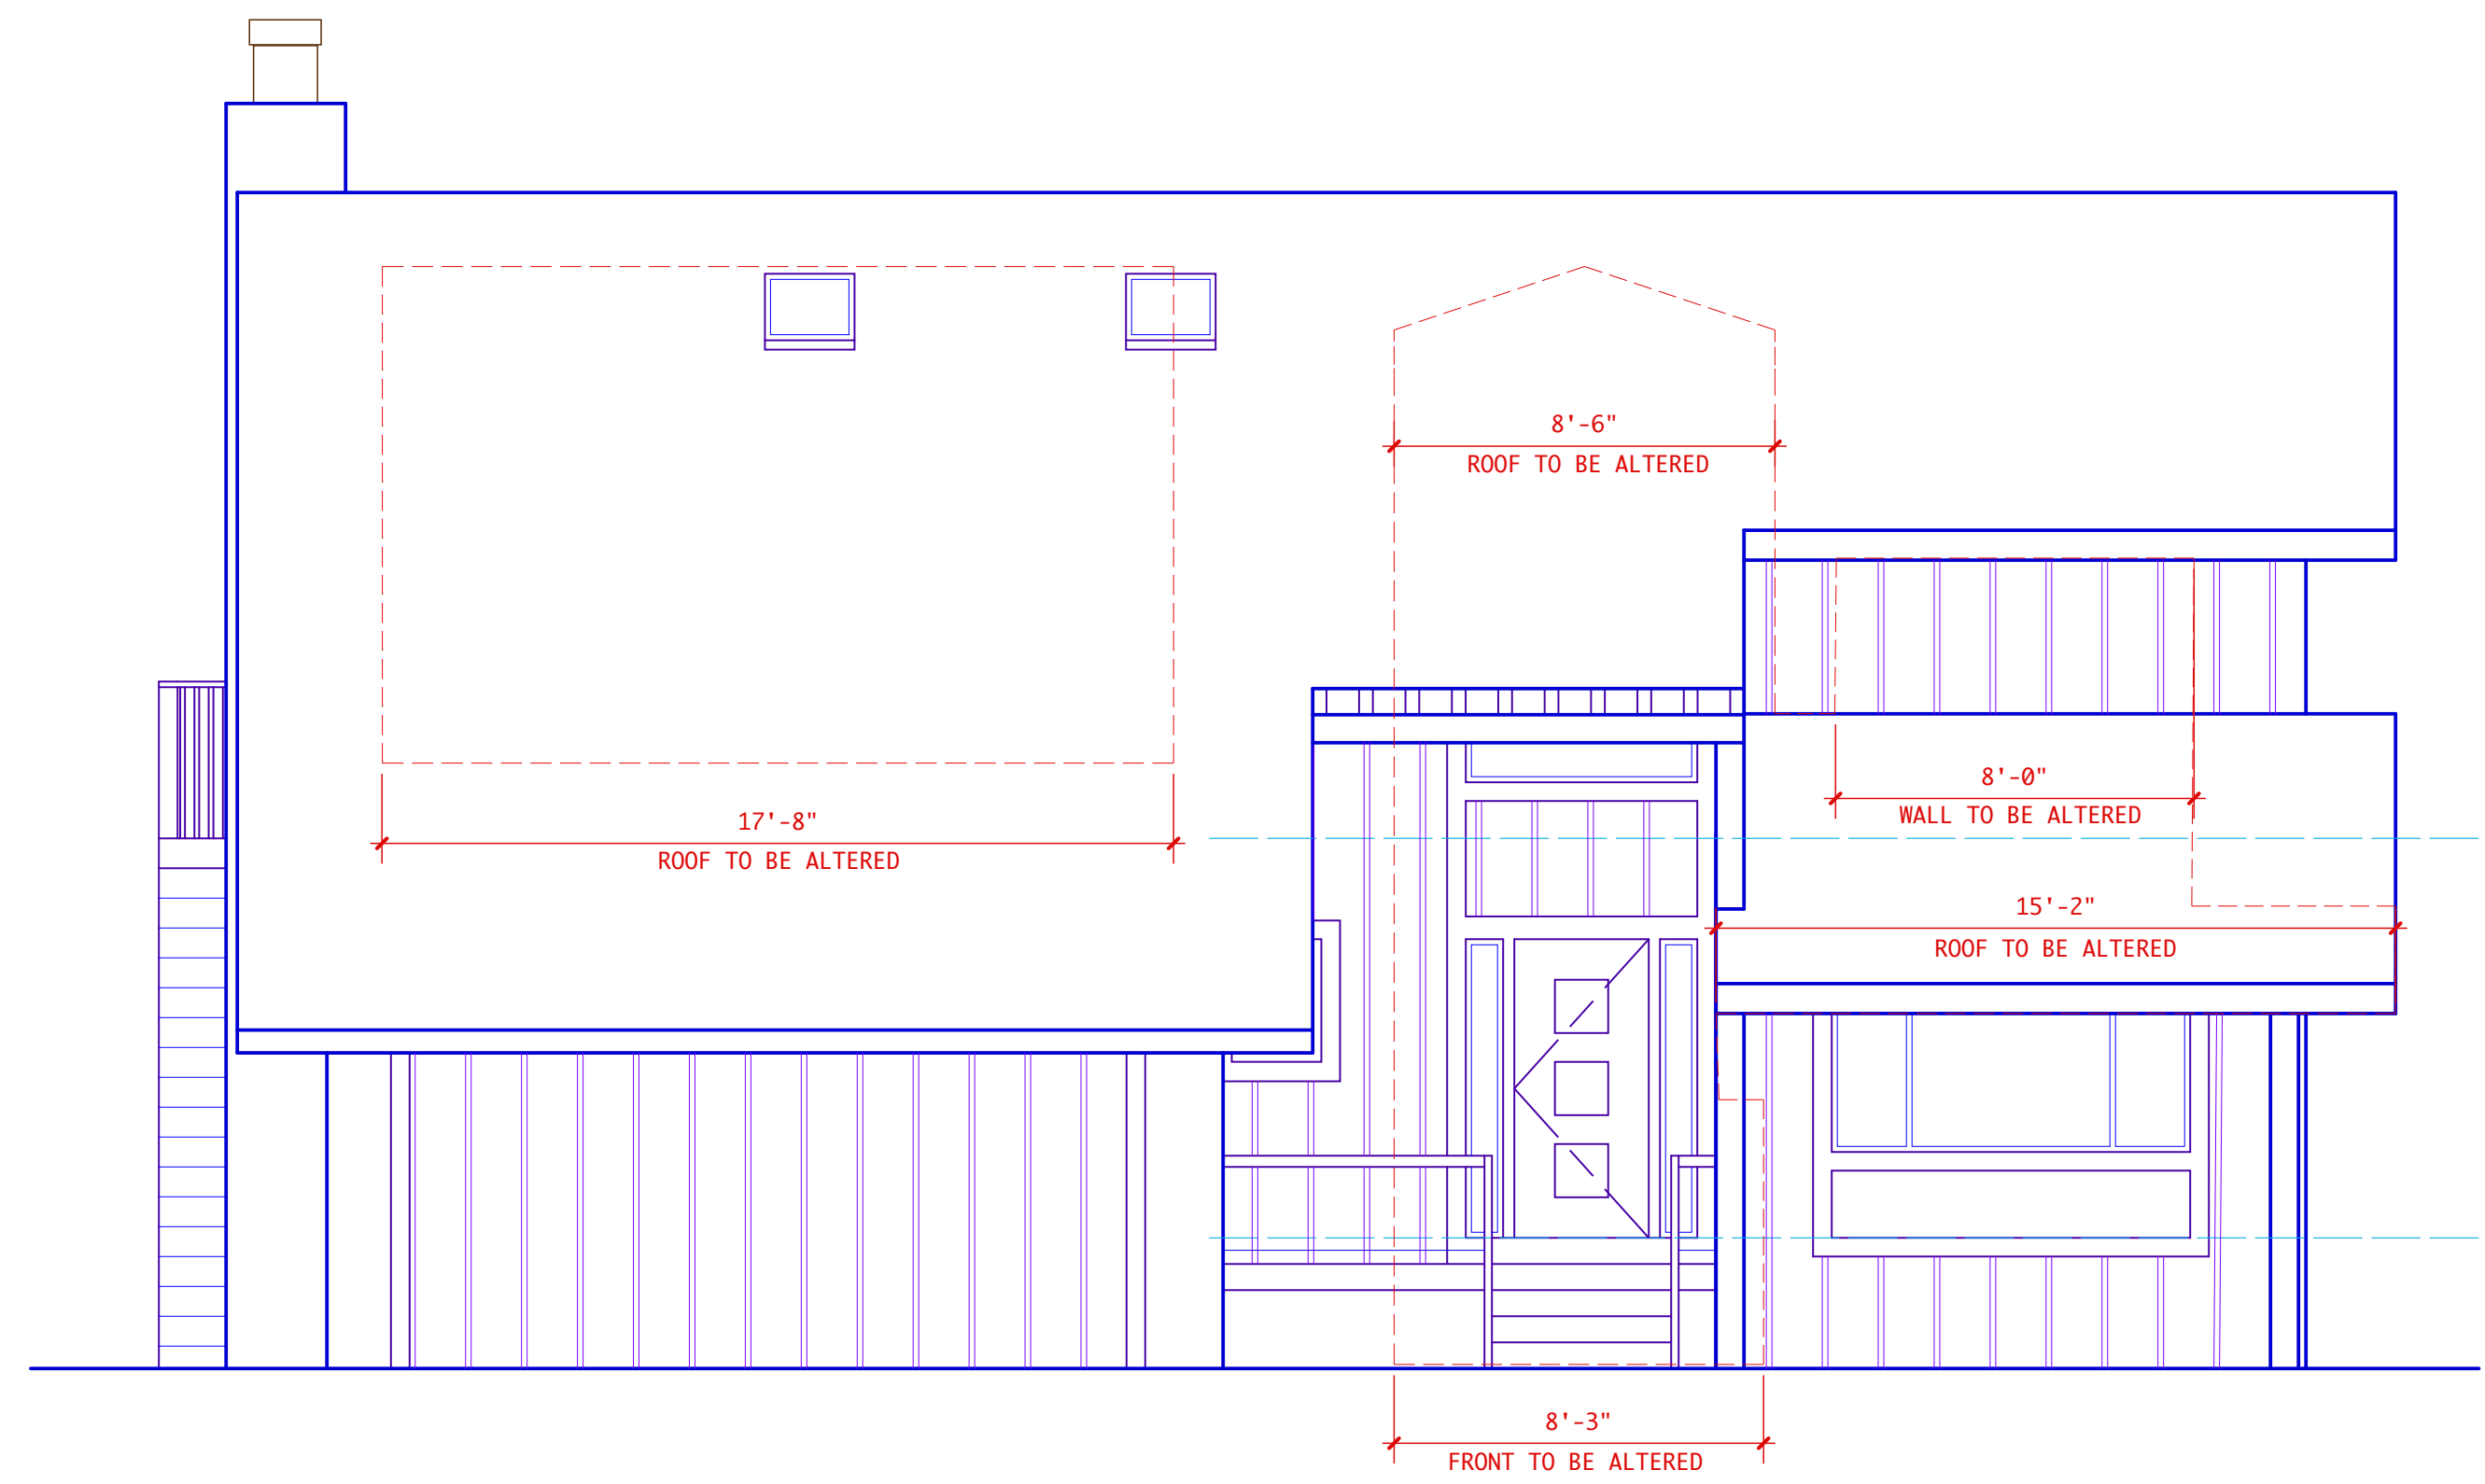 8'-6"
ROOF TO BE ALTERED
8'-0"
WALL TO BE ALTERED
17'-8"
ROOF TO BE ALTERED
15'-2"
ROOF TO BE ALTERED
8'-3"
FRONT TO BE ALTERED